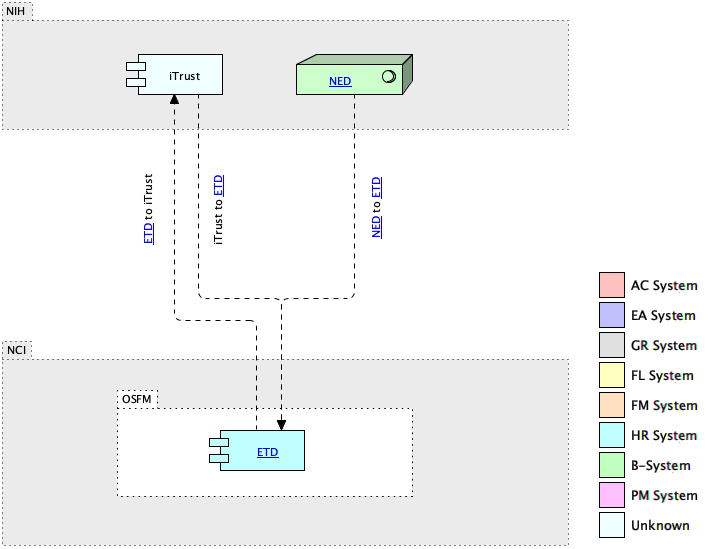 NIH
iTrust
NED
ETD to iTrust
iTrust to ETD
NED to ETD
AC System
EA System
GR System
FL System
FM System
HR System
B-System
PM System
Unknown
NCI
OSFM
ETD